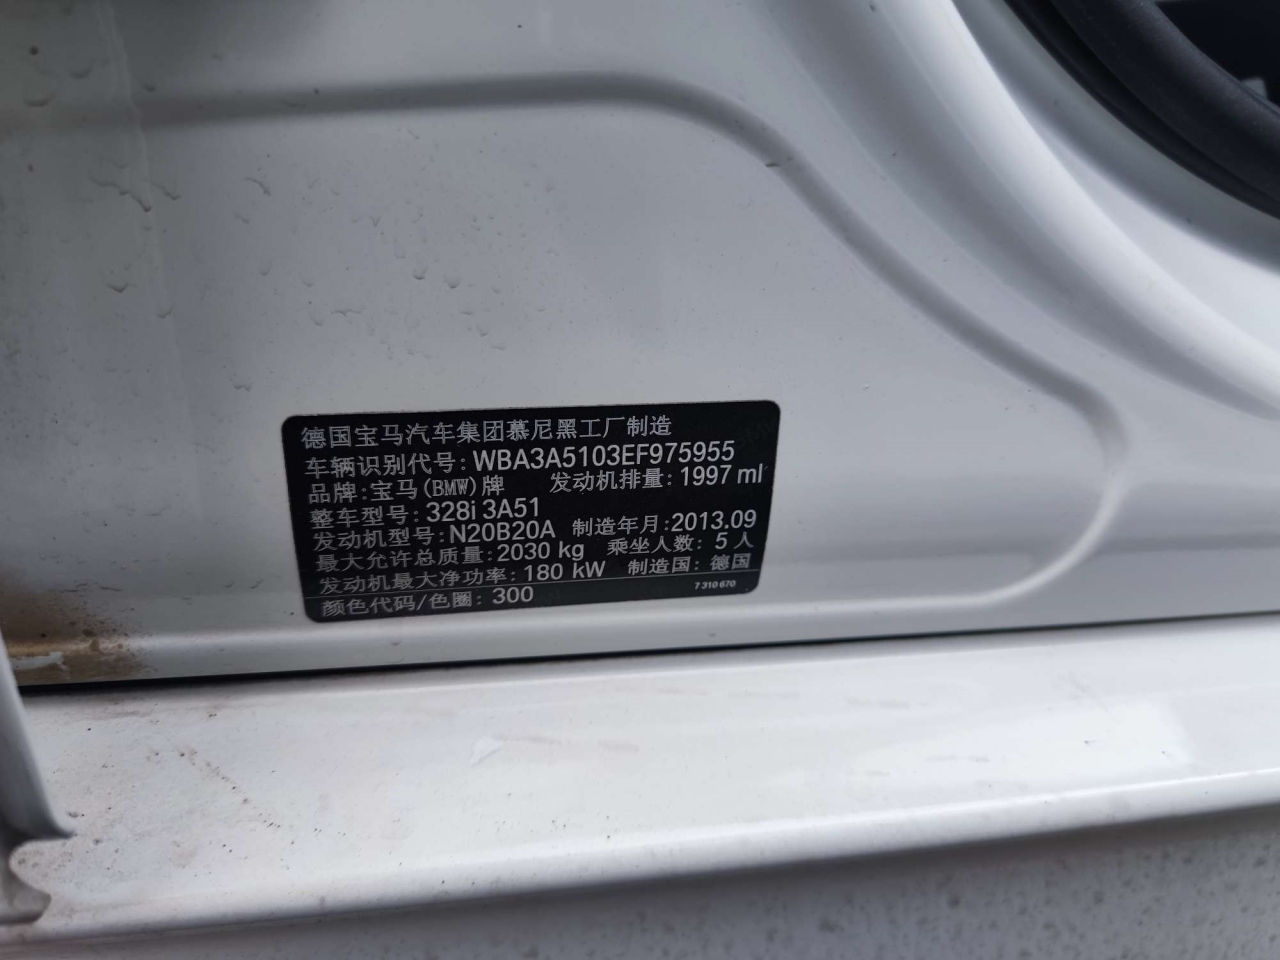 德国宝马汽车集团慕尼黑工厂制造
车辆识别代号: WBA3A5103EF975955
品牌:宝马(BMW)牌 发动机排量: 1997 ml
整车型号: 328i 3A51
发动机型号: N20B20A 制造年月: 2013.09
最大允许总质量: 2030 kg 乘坐人数: 5 人
发动机最大净功率: 180 kW 制造国: 德国
颜色代码/色圈: 300 7 310 670